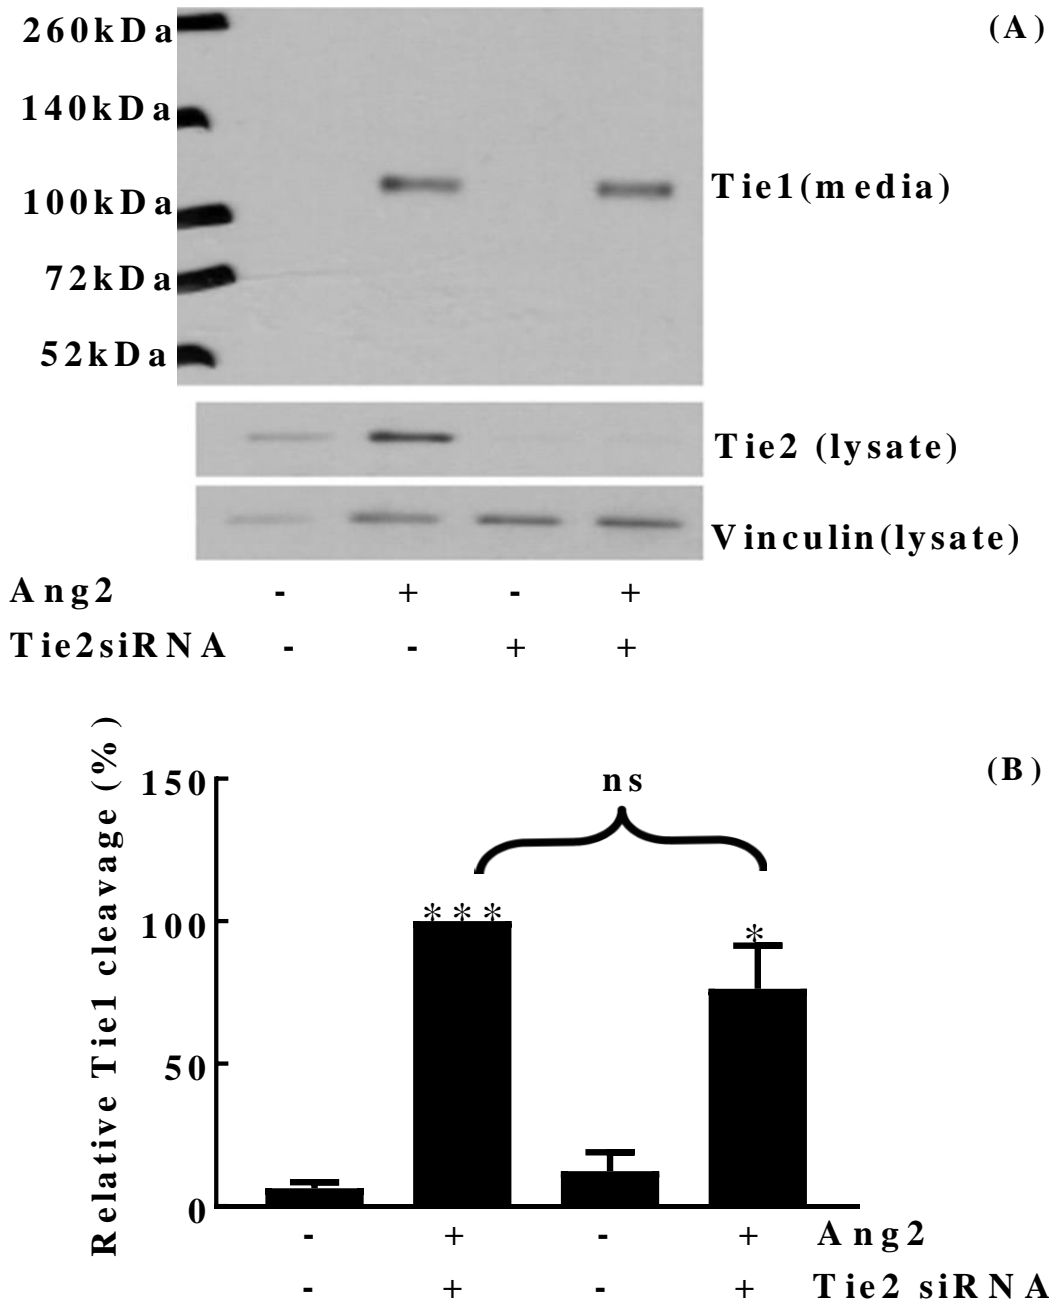 260kDa (A)
140kDa
Tie1(media)
100kDa
72kDa
52kDa
Tie2 (lysate)
Vinculin(lysate)
Ang2 - + - +
Tie2siRNA - - + +
(B)
ns
Relative Tie1 cleavage (%)
150
100
50
0
*** *
- + - + Ang2
- + - + Tie2 siRNA